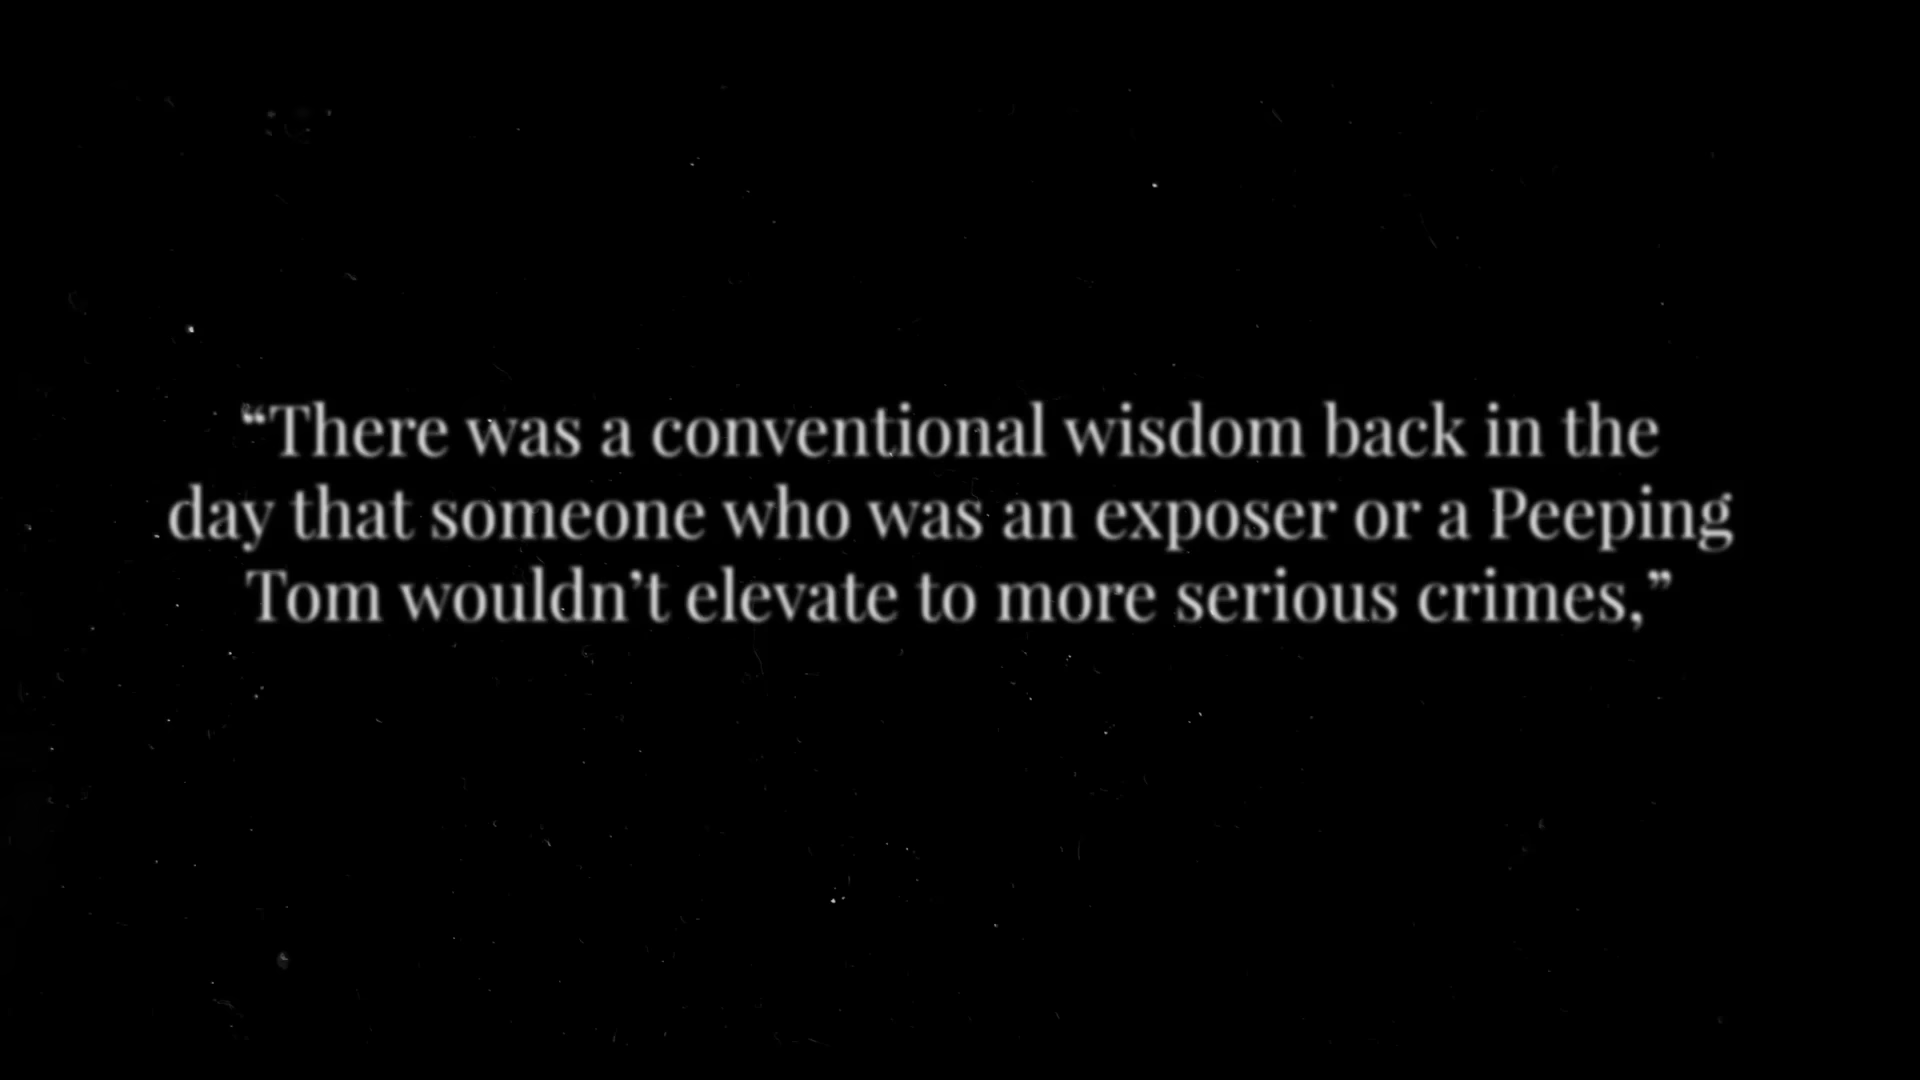 “There was a conventional wisdom back in the
day that someone who was an exposer or a Peeping
Tom wouldn’t elevate to more serious crimes,”